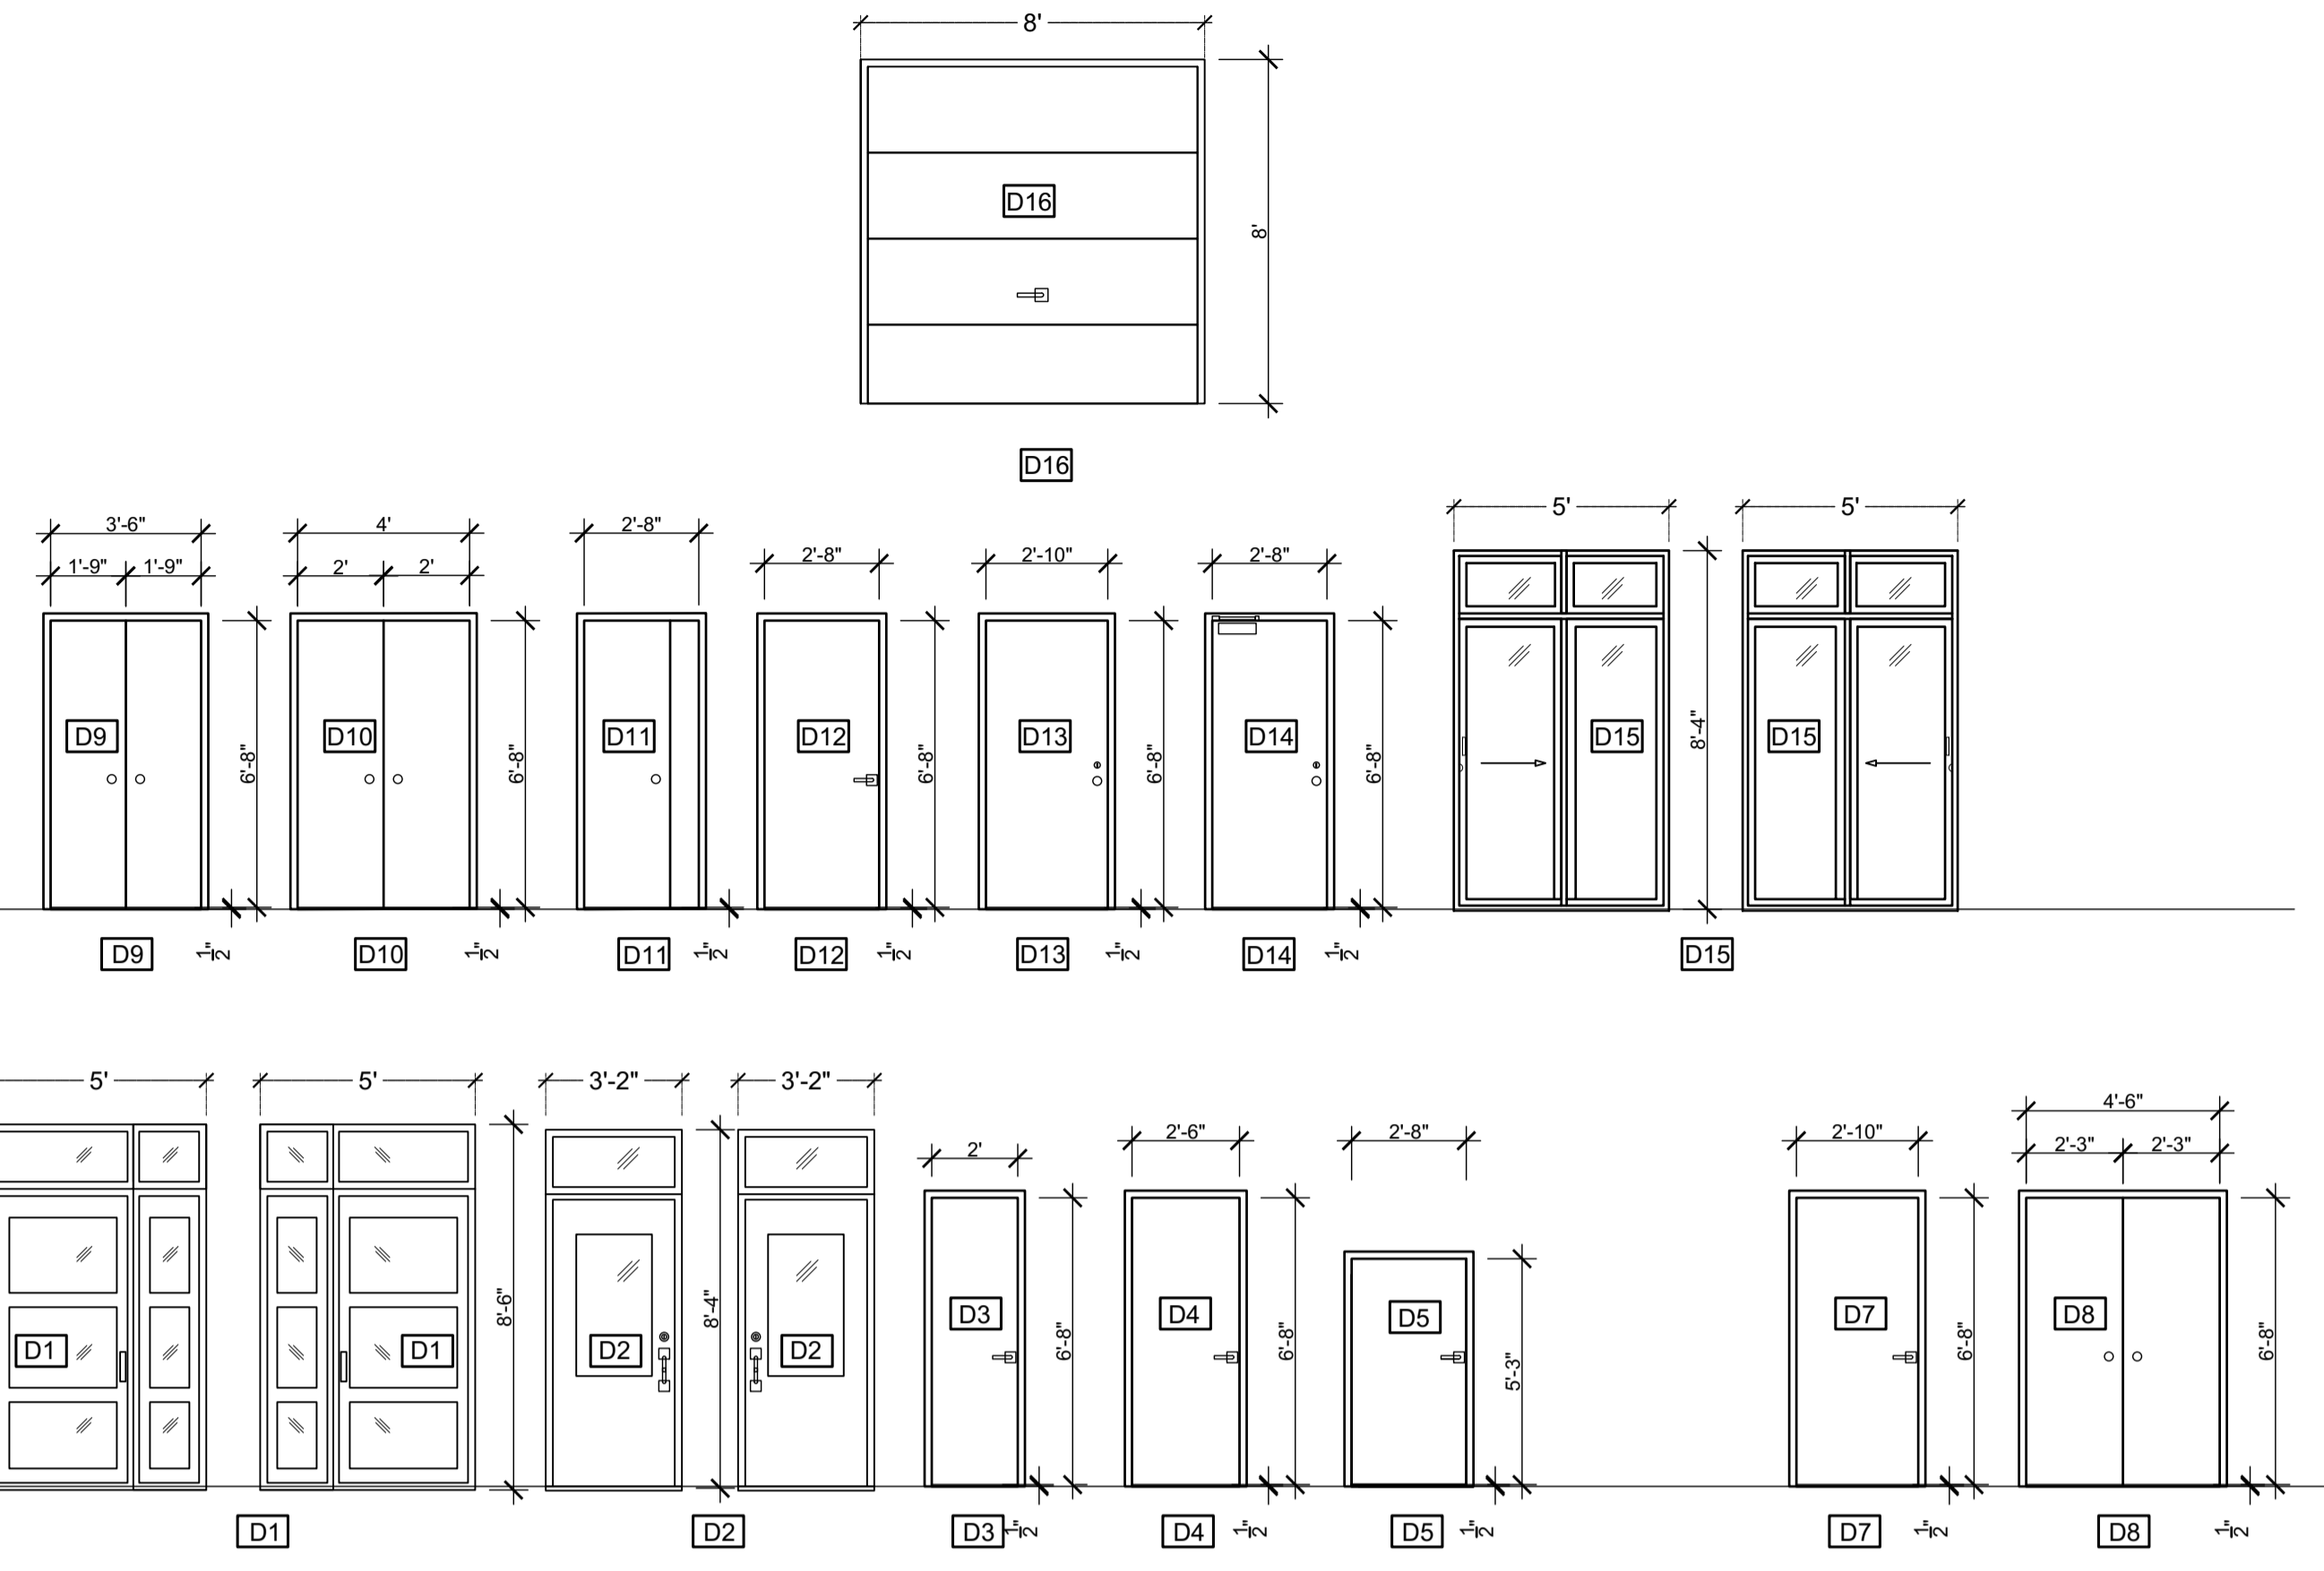 8'
D16
8'
D16
3'-6"
4'
2'-8"
2'-8"
2'-10"
2'-8"
5'
5'
1'-9"
1'-9"
2'
2'
D9
D10
D11
D12
D13
D14
D15
D15
6'-8"
6'-8"
6'-8"
6'-8"
6'-8"
8'-4"
D9
1"/2
D10
1"/2
D11
1"/2
D12
1"/2
D13
1"/2
D14
1"/2
D15
5'
5'
3'-2"
3'-2"
2'
2'-6"
2'-8"
2'-10"
4'-6"
2'-3"
2'-3"
D1
D1
8'-6"
D2
8'-4"
D2
D3
6'-8"
D4
6'-8"
D5
5'-3"
D7
6'-8"
D8
6'-8"
D1
D2
D3
1"/2
D4
1"/2
D5
1"/2
D7
1"/2
D8
1"/2